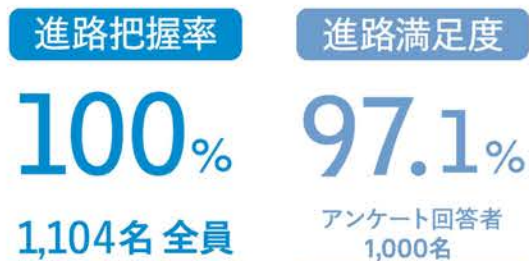 進路把握率
100%
1,104名 全員
進路満足度
97.1%
アンケート回答者
1,000名